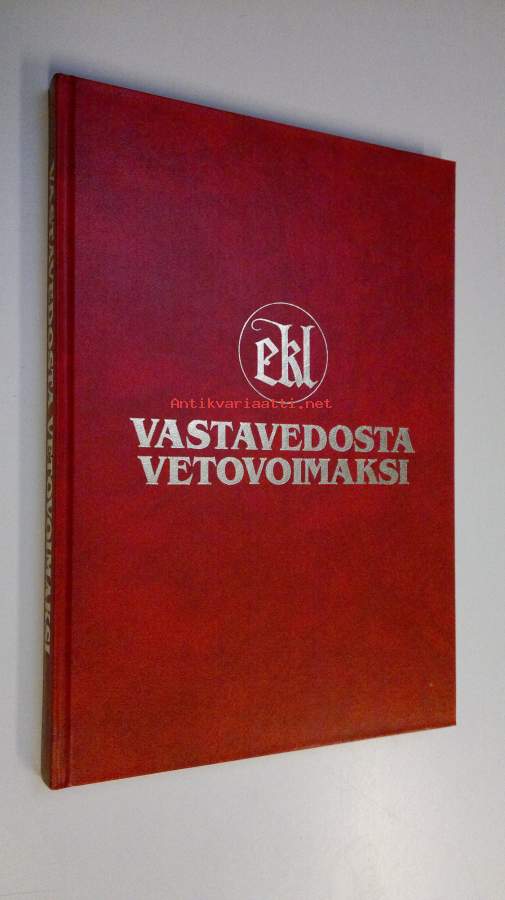 ekl
Antikvariaatti.net
VASTAVEDOSTA
VETOVOIMAKSI
VASTAVEDOSTA VETOVOIMAKSI